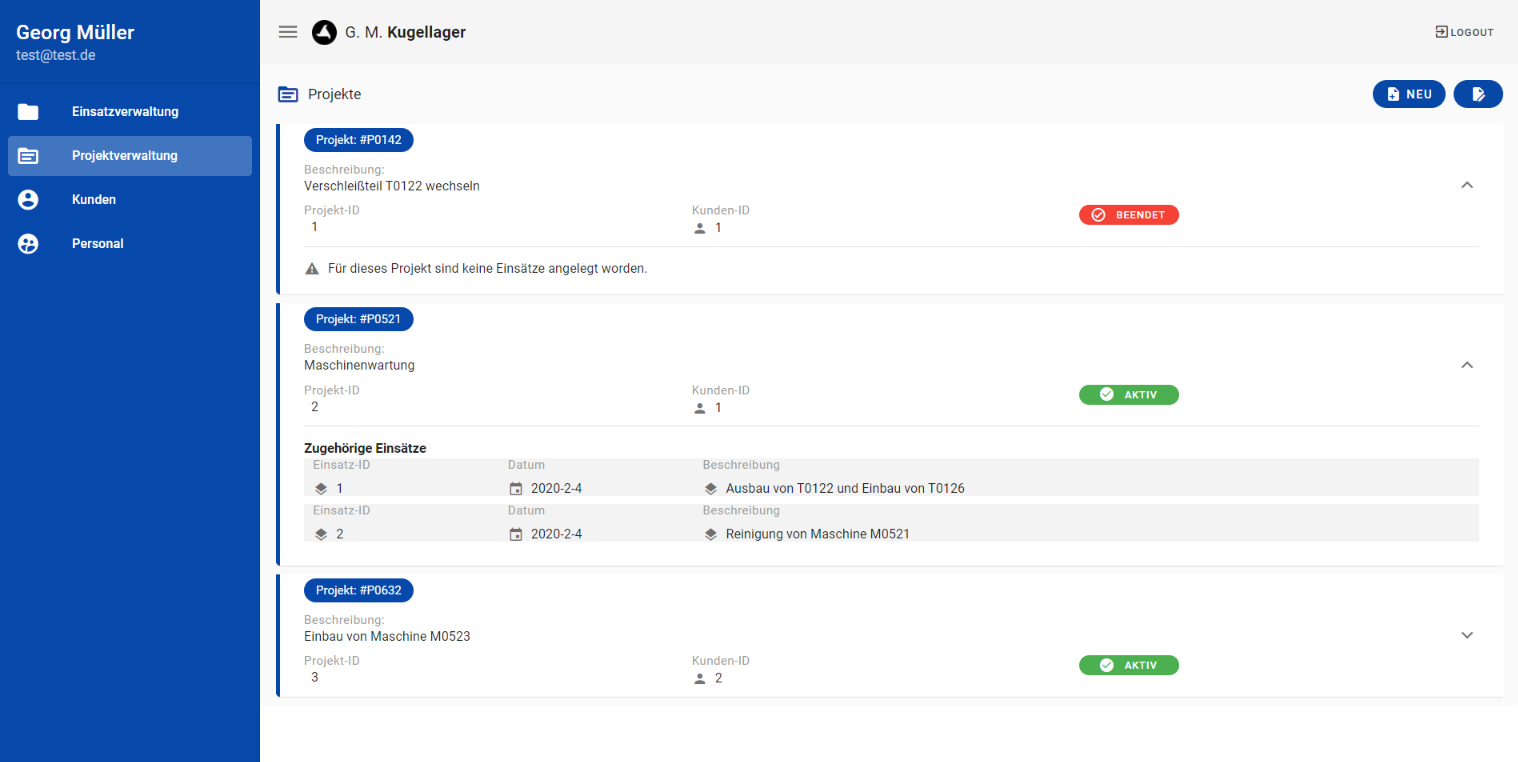 Georg Müller
test@test.de
Einsatzverwaltung
Projektverwaltung
Kunden
Personal
G. M. Kugellager
LOGOUT
Projekte
NEU
Projekt: #P0142
Beschreibung:
Verschleißteil T0122 wechseln
Projekt-ID Kunden-ID
1 1 BEENDET
Für dieses Projekt sind keine Einsätze angelegt worden.
Projekt: #P0521
Beschreibung:
Maschinenwartung
Projekt-ID Kunden-ID
2 1 AKTIV
Zugehörige Einsätze
Einsatz-ID Datum Beschreibung
1 2020-2-4 Ausbau von T0122 und Einbau von T0126
Einsatz-ID Datum Beschreibung
2 2020-2-4 Reinigung von Maschine M0521
Projekt: #P0632
Beschreibung:
Einbau von Maschine M0523
Projekt-ID Kunden-ID
3 2 AKTIV